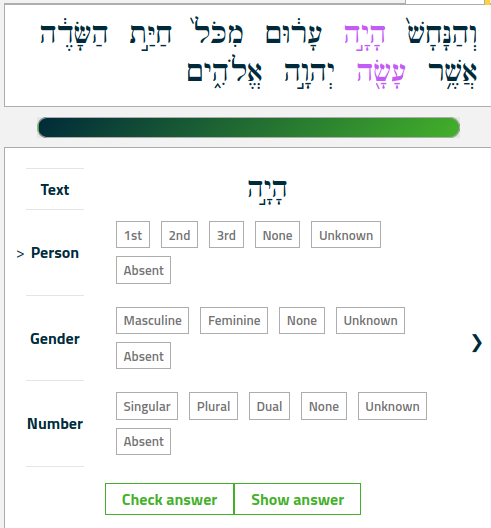 וְהַנָּחָשׁ֙ הָיָ֣ה עָר֔וּם מִכֹּל֙ חַיַּ֣ת הַשָּׂדֶ֔ה
אֲשֶׁ֥ר עָשָׂ֖ה יְהוָ֣ה אֱלֹהִ֑ים
Text
הָיָ֣ה
> Person
1st 2nd 3rd None Unknown
Absent
Gender
Masculine Feminine None Unknown
Absent
Number
Singular Plural Dual None Unknown
Absent
❯
Check answer Show answer